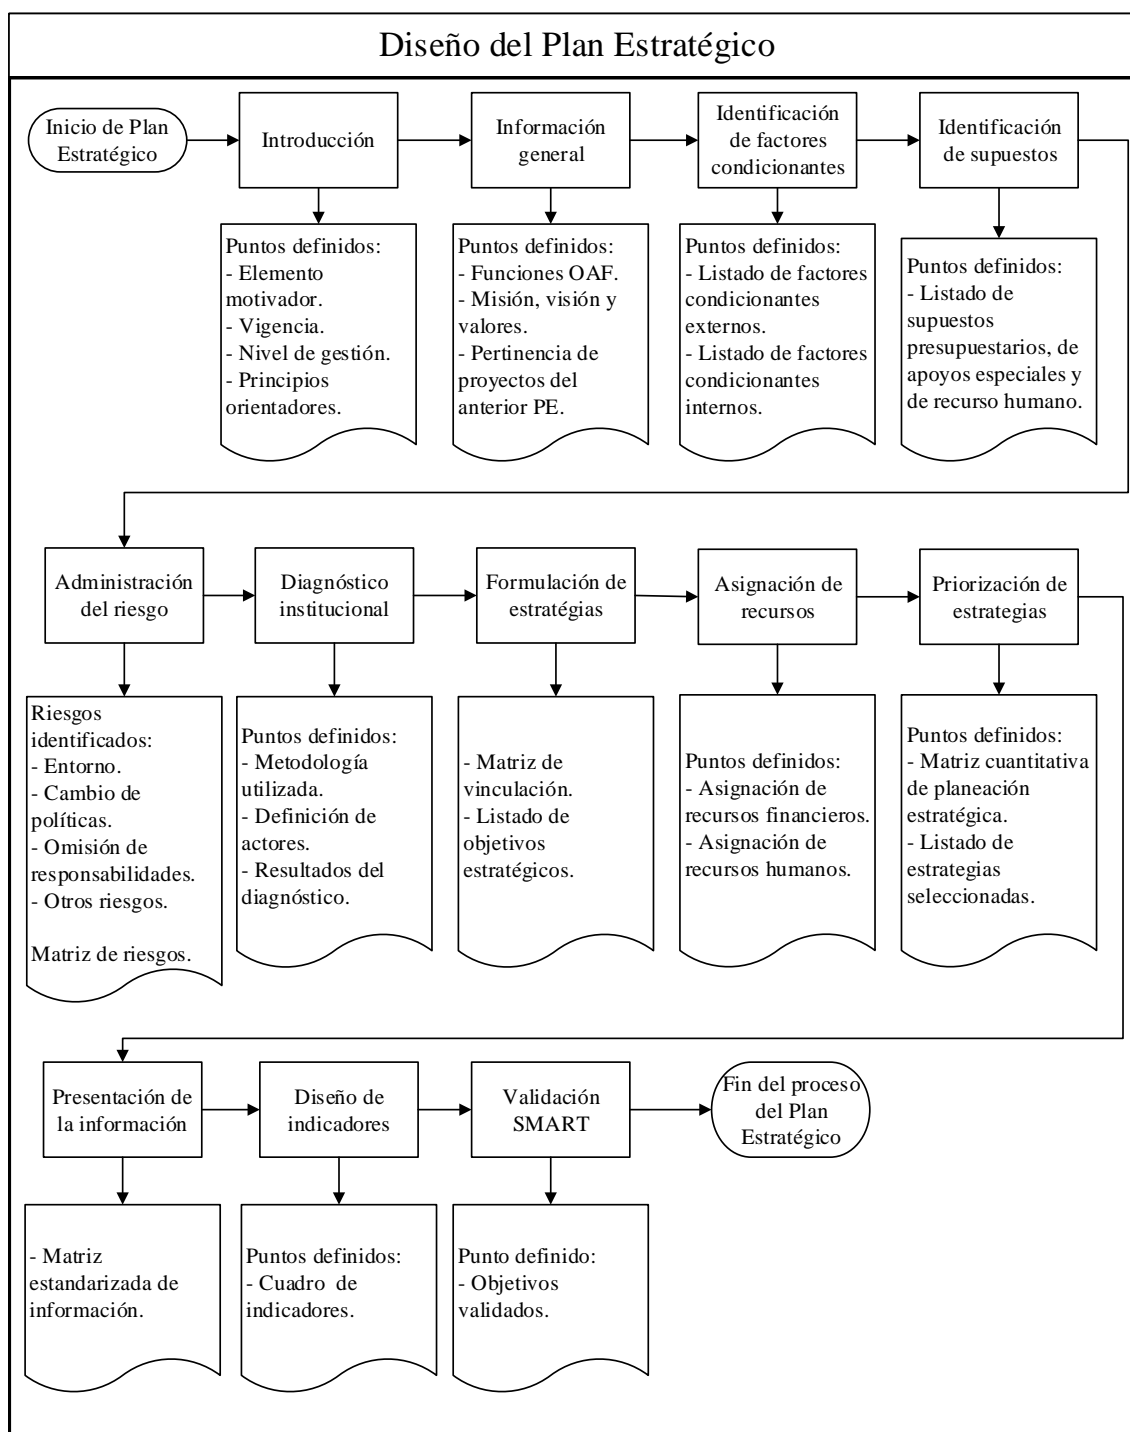 Diseño del Plan Estratégico
Inicio de Plan
Estratégico
Introducción
Información
general
Identificación
de factores
condicionantes
Identificación
de supuestos
Puntos definidos:
- Elemento
motivador.
- Vigencia.
- Nivel de gestión.
- Principios
orientadores.
Puntos definidos:
- Funciones OAF.
- Misión, visión y
valores.
- Pertinencia de
proyectos del
anterior PE.
Puntos definidos:
- Listado de factores
condicionantes
externos.
- Listado de factores
condicionantes
internos.
Puntos definidos:
- Listado de
supuestos
presupuestarios, de
apoyos especiales y
de recurso humano.
Administración
del riesgo
Diagnóstico
institucional
Formulación de
estratégias
Asignación de
recursos
Priorización de
estrategias
Riesgos
identificados:
- Entorno.
- Cambio de
políticas.
- Omisión de
responsabilidades.
- Otros riesgos.
Matriz de riesgos.
Puntos definidos:
- Metodología
utilizada.
- Definición de
actores.
- Resultados del
diagnóstico.
- Matriz de
vinculación.
- Listado de
objetivos
estratégicos.
Puntos definidos:
- Asignación de
recursos financieros.
- Asignación de
recursos humanos.
Puntos definidos:
- Matriz cuantitativa
de planeación
estratégica.
- Listado de
estrategias
seleccionadas.
Presentación de
la información
Diseño de
indicadores
Validación
SMART
Fin del proceso
del Plan
Estratégico
- Matriz
estandarizada de
información.
Puntos definidos:
- Cuadro  de
indicadores.
Punto definido:
- Objetivos
validados.